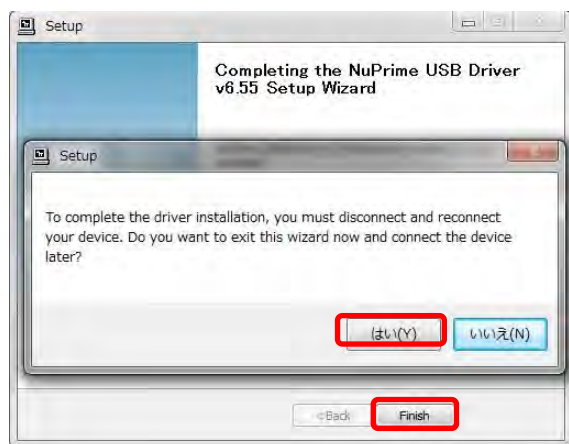 Setup
Completing the NuPrime USB Driver
v6.55 Setup Wizard
Setup
To complete the driver installation, you must disconnect and reconnect
your device. Do you want to exit this wizard now and connect the device
later?
はい(Y)
いいえ(N)
<Back
Finish